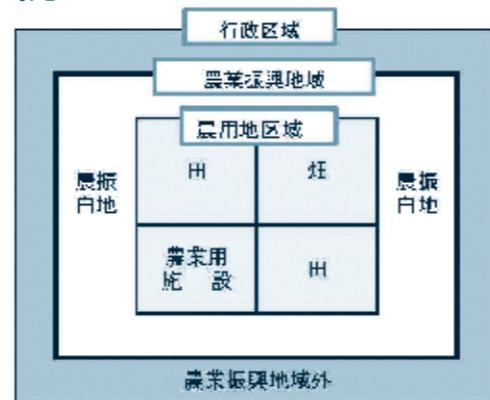 行政区域
農業振興地域
農用地区域
田
畑
農振
白地
農振
白地
農業用
施 設
田
農業振興地域外